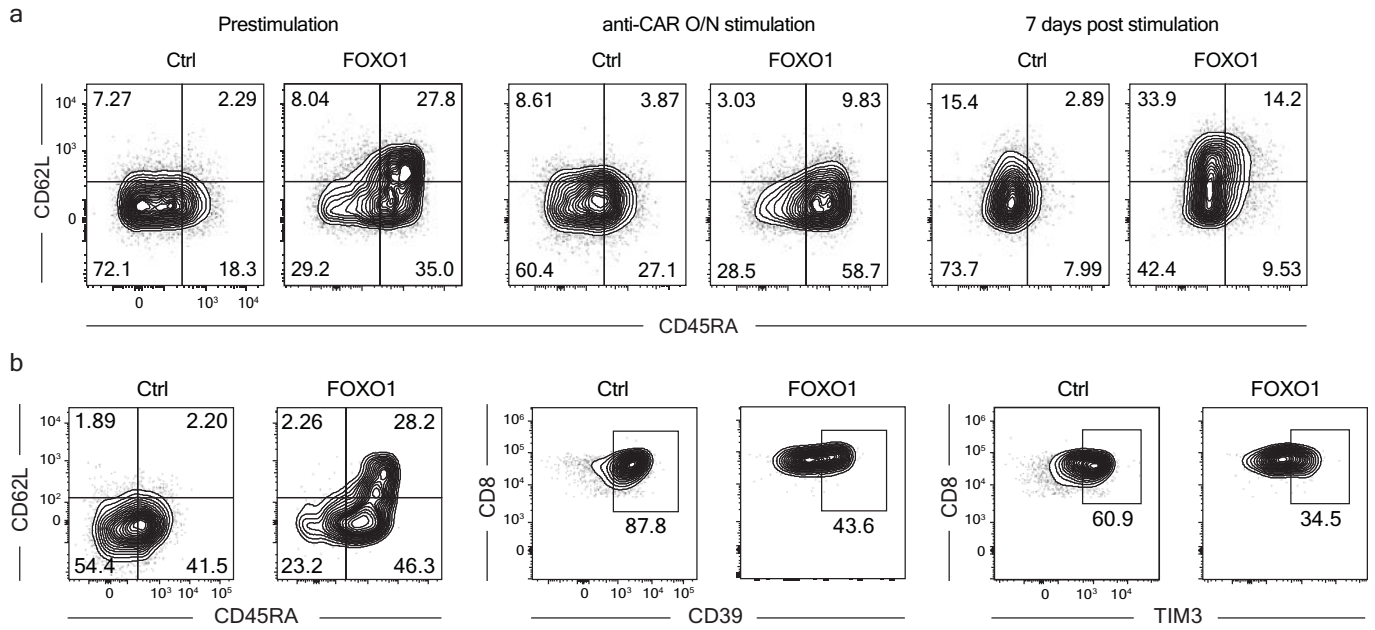 a
Prestimulation anti-CAR O/N stimulation 7 days post stimulation
Ctrl FOXO1 Ctrl FOXO1 Ctrl FOXO1
7.27 2.29 8.04 27.8 8.61 3.87 3.03 9.83 15.4 2.89 33.9 14.2
10⁴
10³
0
CD62L
72.1 18.3 29.2 35.0 60.4 27.1 28.5 58.7 73.7 7.99 42.4 9.53
0 10³ 10⁴
CD45RA
b
Ctrl FOXO1 Ctrl FOXO1 Ctrl FOXO1
1.89 2.20 2.26 28.2
10⁴
10³
10²
0
CD62L
54.4 41.5 23.2 46.3
0 10³ 10⁴ 10⁵
CD45RA
10⁶
10⁵
10⁴
10³
0
CD8
87.8 43.6
0 10³ 10⁴ 10⁵
CD39
10⁶
10⁵
10⁴
10³
0
CD8
60.9 34.5
0 10³ 10⁴
TIM3